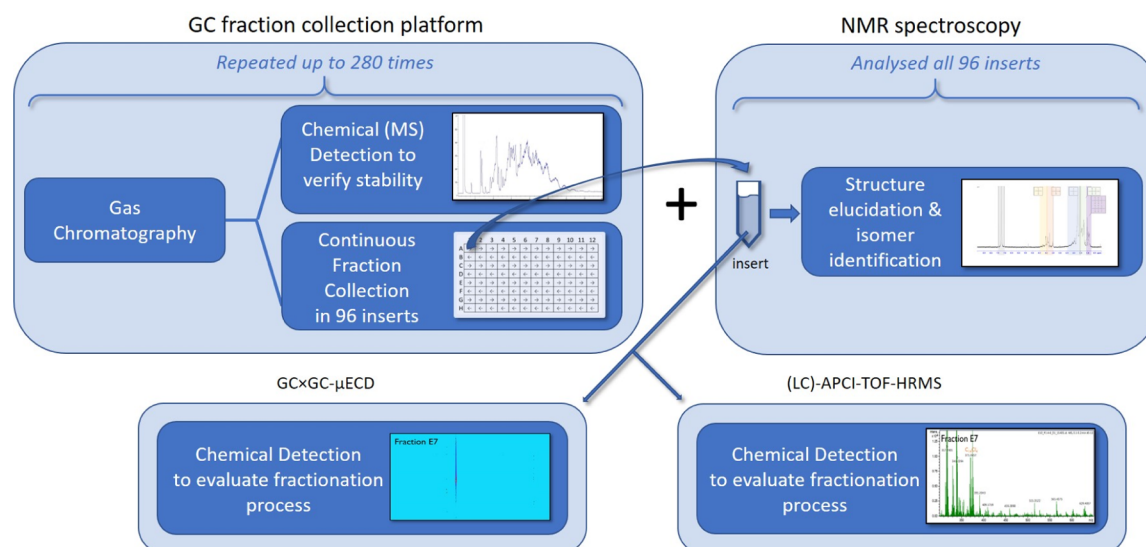 GC fraction collection platform
NMR spectroscopy
Repeated up to 280 times
Analysed all 96 inserts
Gas
Chromatography
Chemical (MS)
Detection to
verify stability
Continuous
Fraction
Collection
in 96 inserts
2 3 4 5 6 7 8 9 10 11 12
A
B
C
D
E
F
G
H
+
insert
Structure
elucidation &
isomer
identification
GC×GC-μECD
(LC)-APCI-TOF-HRMS
Chemical Detection
to evaluate fractionation
process
Fraction E7
Chemical Detection
to evaluate fractionation
process
Fraction E7